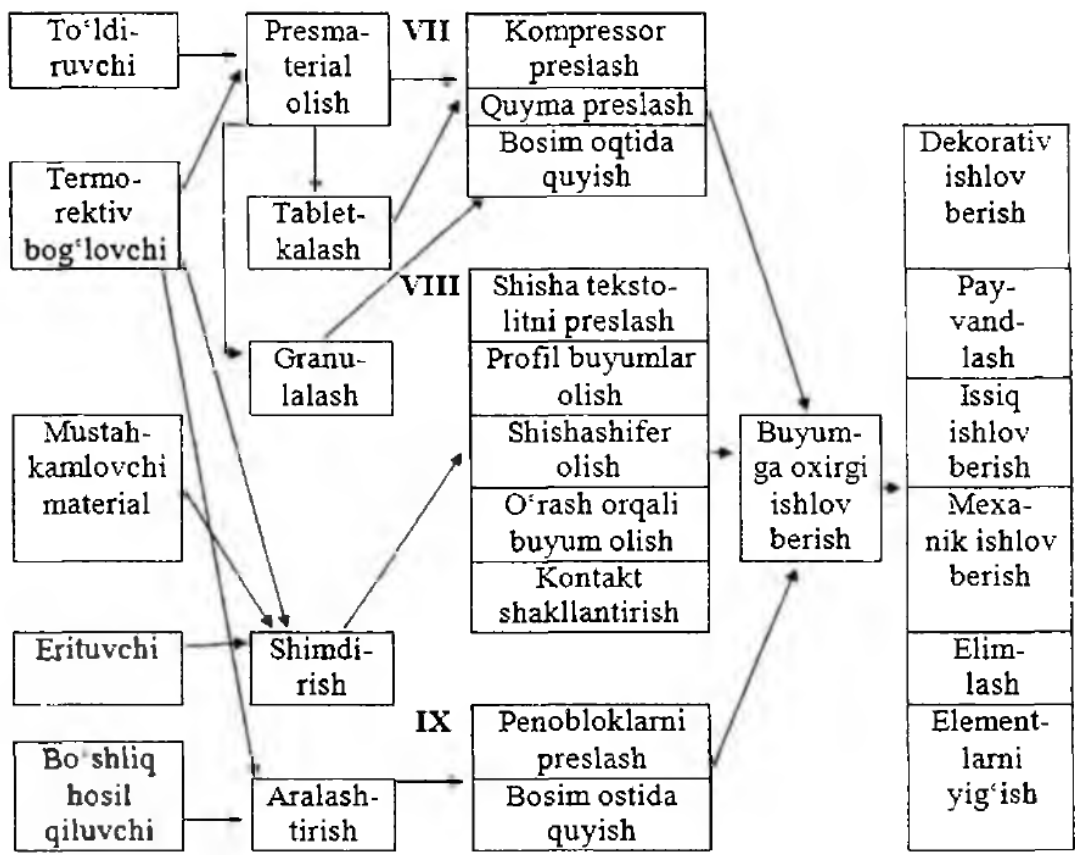 To‘ldi-
ruvchi
Termo-
rektiv
bog‘lovchi
Mustah-
kamlovchi
material
Erituvchi
Bo‘shliq
hosil
qiluvchi
Presma-
terial
olish
Tablet-
kalash
Granu-
lalash
Shimdi-
rish
Aralash-
tirish
VII
Kompressor
preslash
Quyma preslash
Bosim oqtida
quyish
VIII
Shisha teksto-
litni preslash
Profil buyumlar
olish
Shishashifer
olish
O‘rash orqali
buyum olish
Kontakt
shakllantirish
IX
Penobloklarni
preslash
Bosim ostida
quyish
Buyum-
ga oxirgi
ishlov
berish
Dekorativ
ishlov
berish
Pay-
vand-
lash
Issiq
ishlov
berish
Mexa-
nik ishlov
berish
Elim-
lash
Element-
larni
yig‘ish